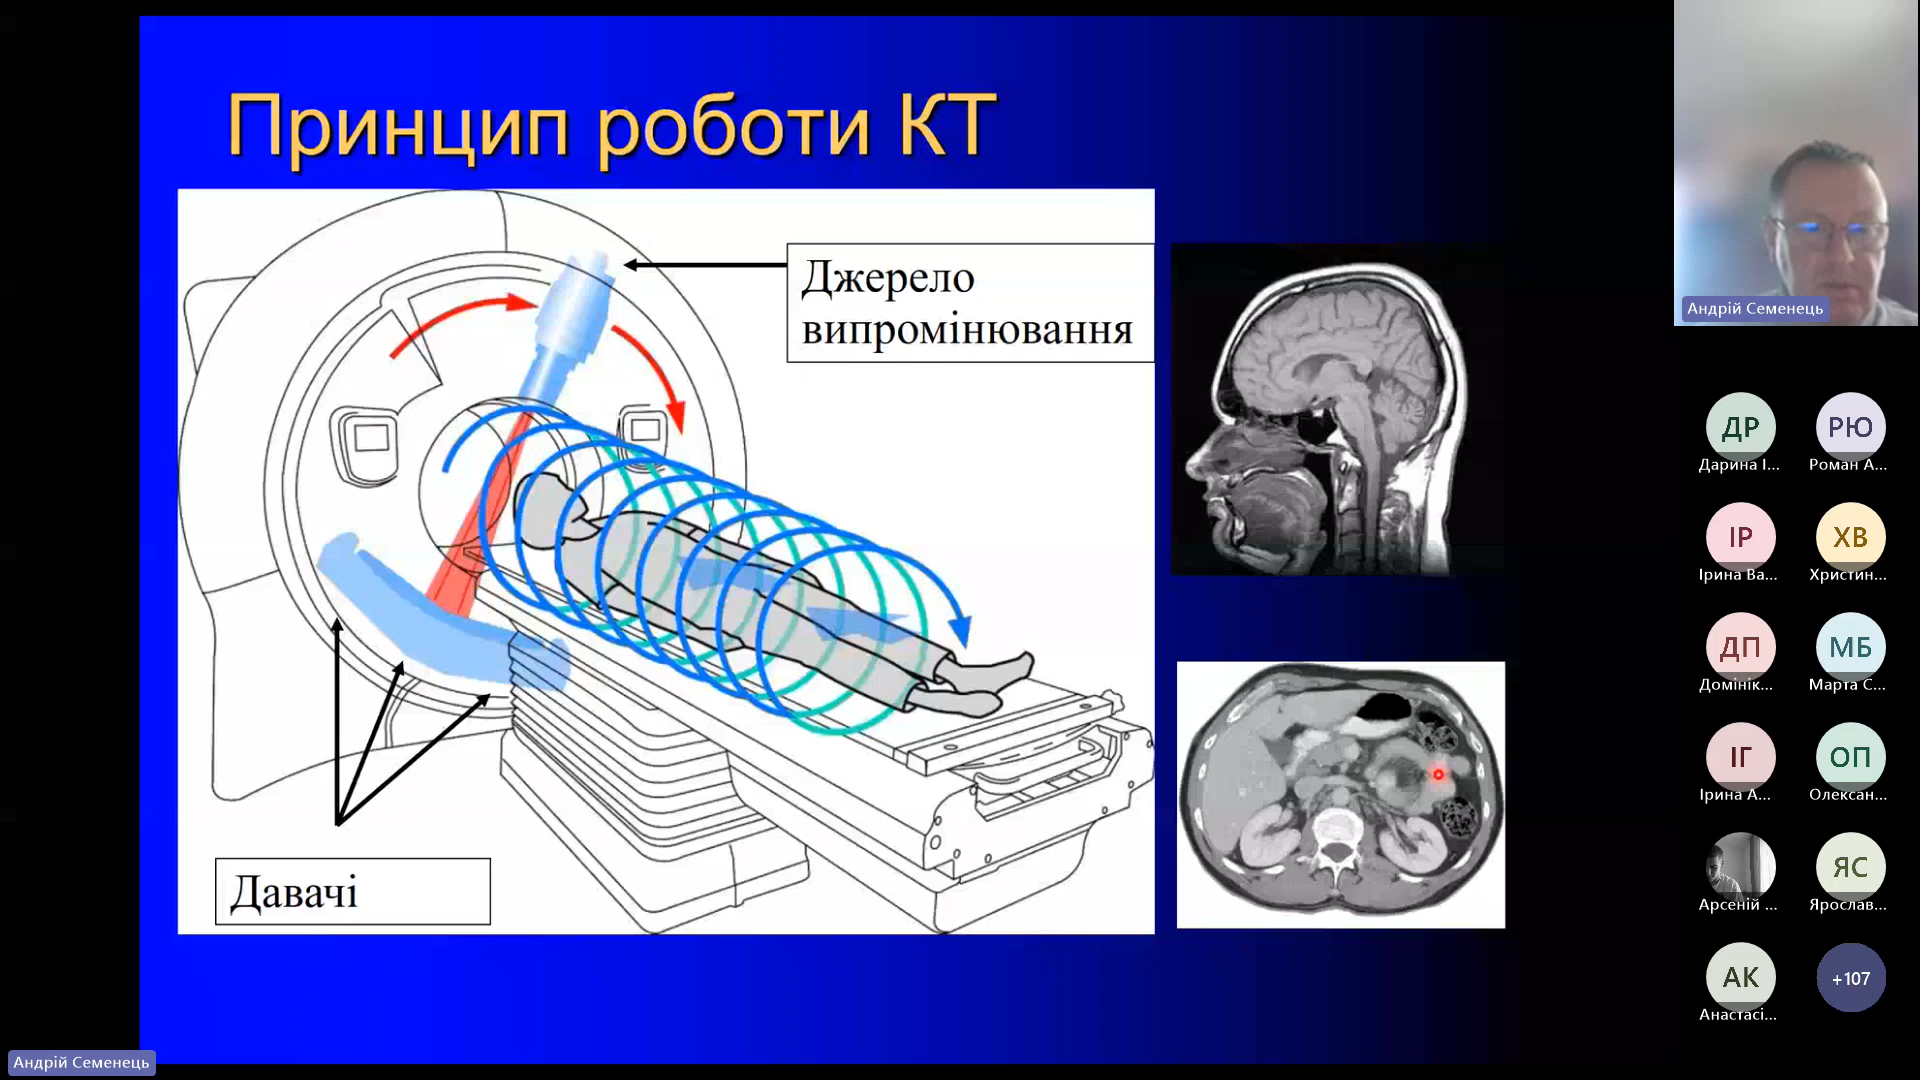 Принцип роботи КТ
Джерело
випромінювання
Давачі
Андрій Семенець
ДР
РЮ
Дарина І...
Роман А...
ІР
ХВ
Ірина Ва...
Христин...
ДП
МБ
Домінік...
Марта С...
ІГ
ОП
Ірина А...
Олексан...
ЯС
Арсеній ...
Ярослав...
АК
+107
Анастасі...
Андрій Семенець